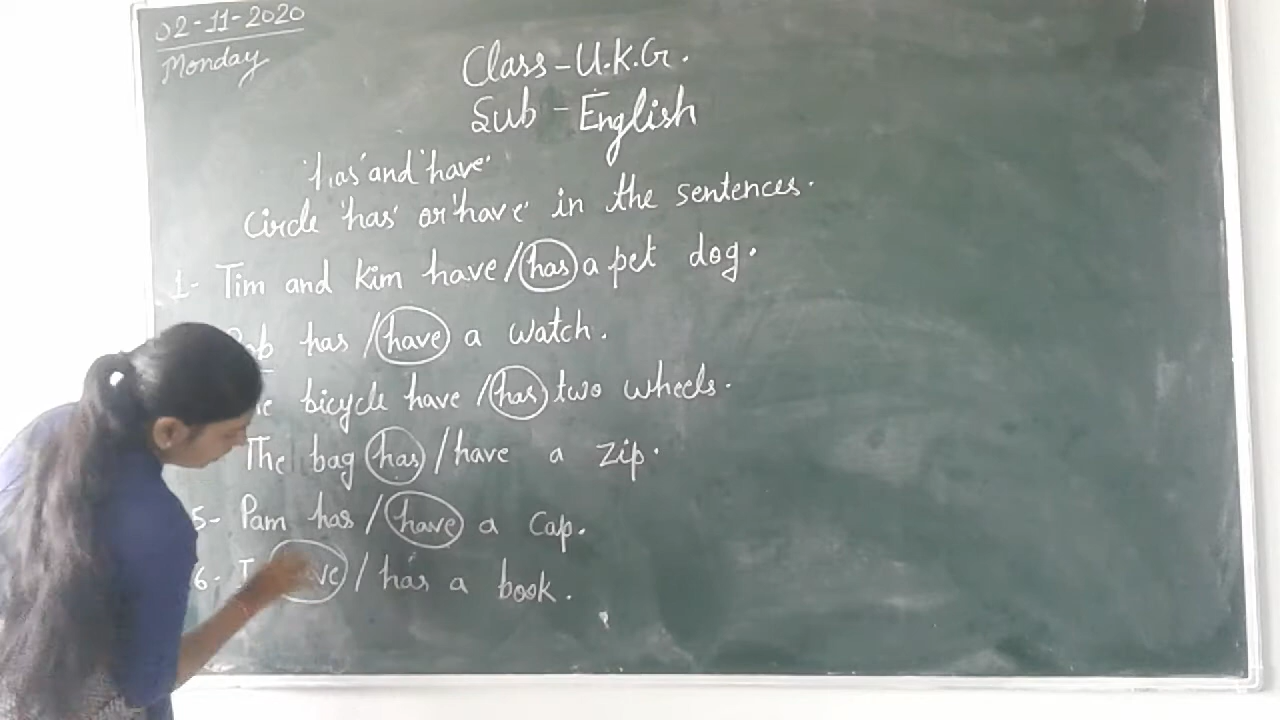 02-11-2020
Monday
Class-U.K.G.
Sub - English
'has' and 'have'
Circle 'has' or 'have' in the sentences.
1- Tim and Kim have/has a pet dog.
has/have a watch.
bicycle have/has two wheels.
The bag has/have a zip.
5- Pam has/have a cap.
6- I /has a book.